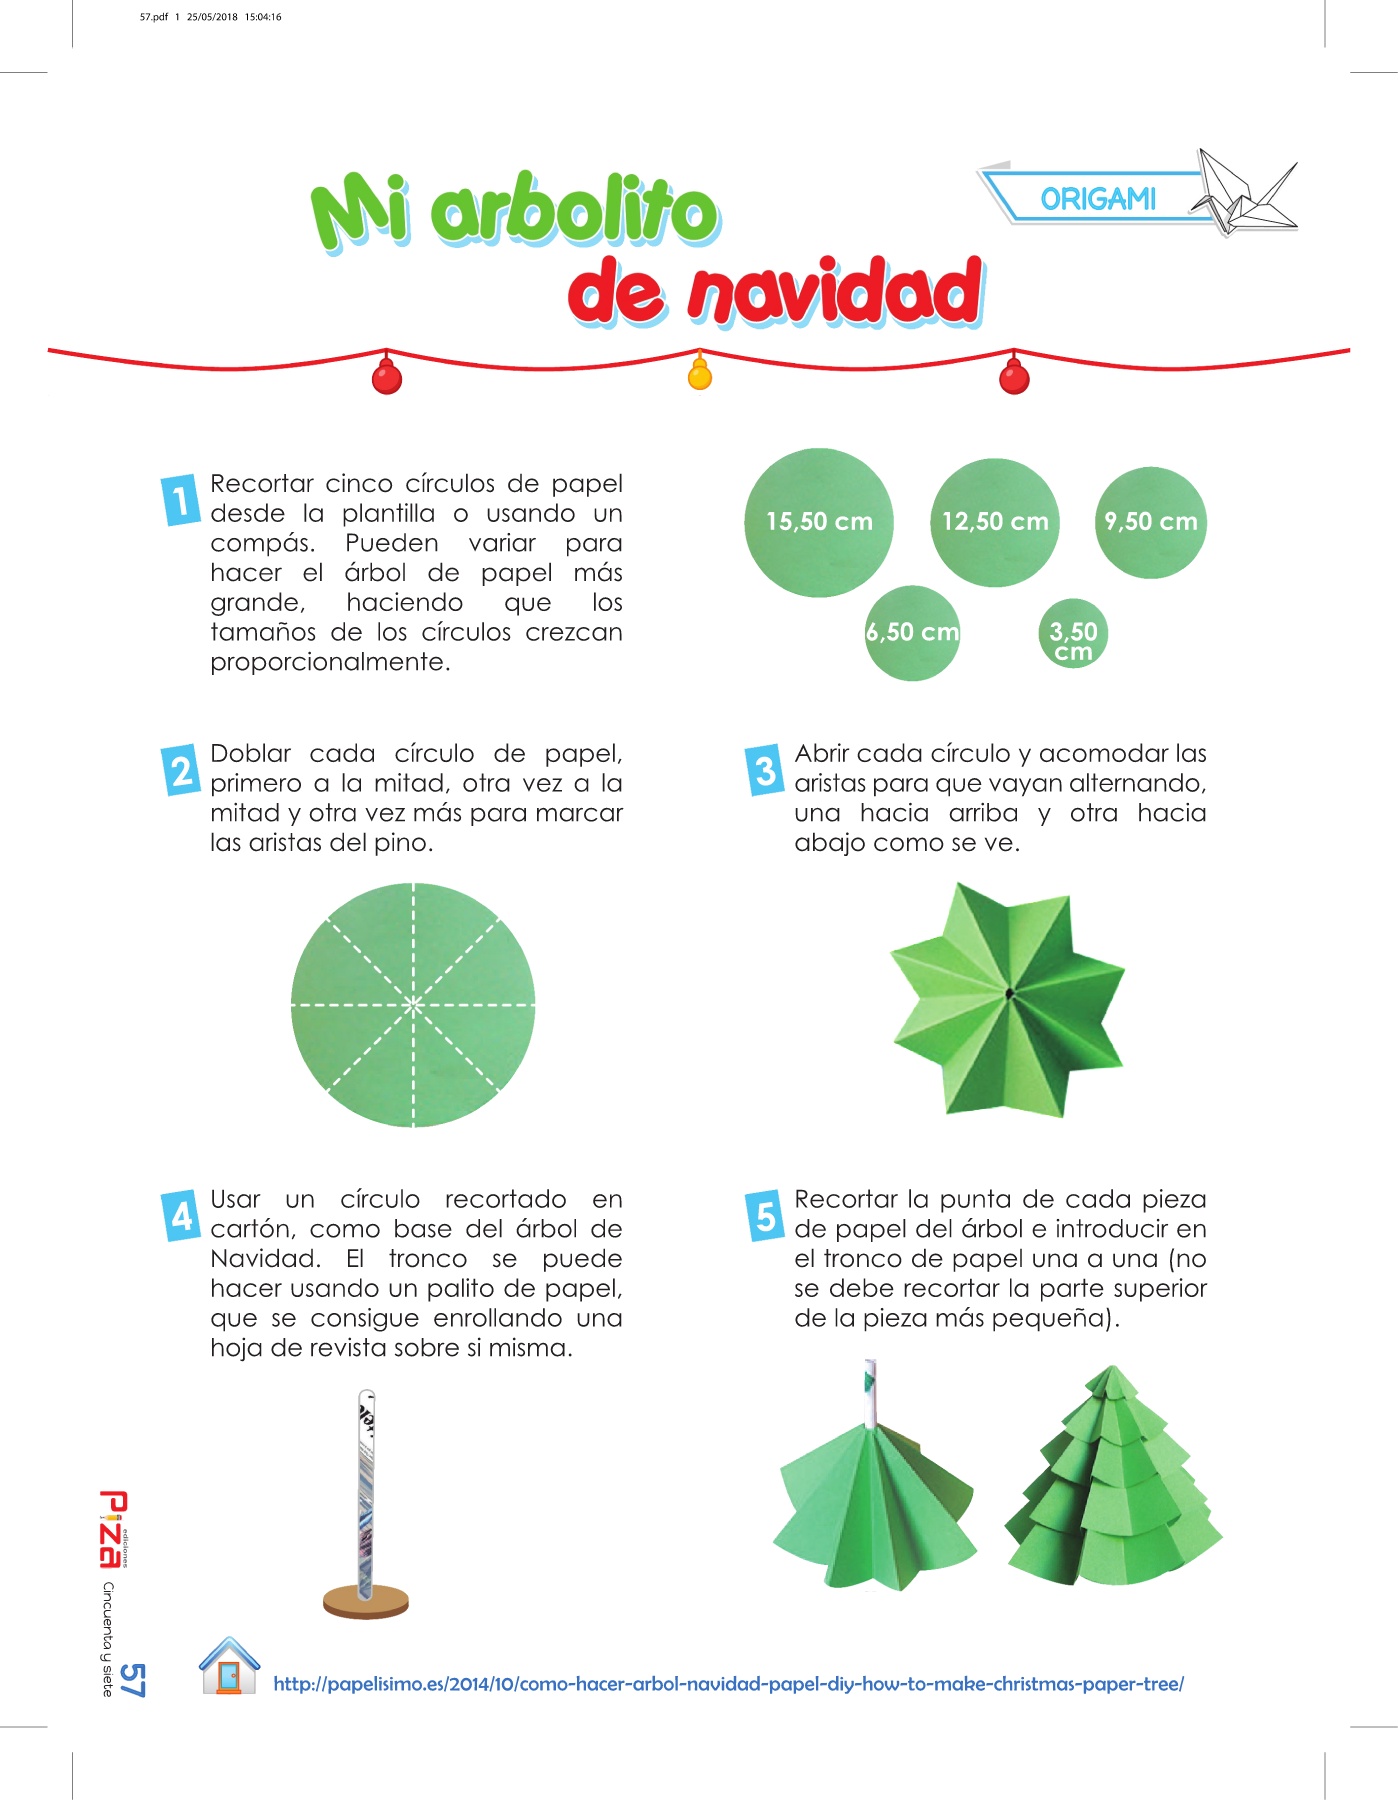 57.pdf 1 25/05/2018 15:04:16
Mi arbolito
de navidad
ORIGAMI
1
Recortar cinco círculos de papel
desde la plantilla o usando un
compás. Pueden variar para
hacer el árbol de papel más
grande, haciendo que los
tamaños de los círculos crezcan
proporcionalmente.
15,50 cm
12,50 cm
9,50 cm
6,50 cm
3,50
cm
2
Doblar cada círculo de papel,
primero a la mitad, otra vez a la
mitad y otra vez más para marcar
las aristas del pino.
3
Abrir cada círculo y acomodar las
aristas para que vayan alternando,
una hacia arriba y otra hacia
abajo como se ve.
4
Usar un círculo recortado en
cartón, como base del árbol de
Navidad. El tronco se puede
hacer usando un palito de papel,
que se consigue enrollando una
hoja de revista sobre si misma.
5
Recortar la punta de cada pieza
de papel del árbol e introducir en
el tronco de papel una a una (no
se debe recortar la parte superior
de la pieza más pequeña).
Piza
ediciones
Cincuenta y siete
57
http://papelisimo.es/2014/10/como-hacer-arbol-navidad-papel-diy-how-to-make-christmas-paper-tree/